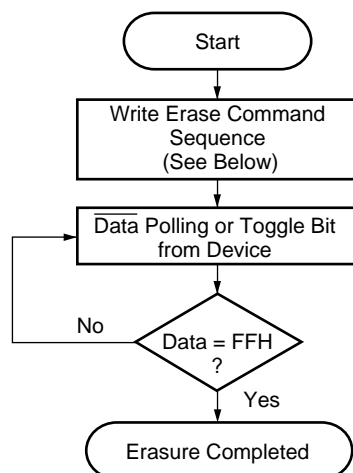 Start
Write Erase Command
Sequence
(See Below)
Data Polling or Toggle Bit
from Device
No
Data = FFH
?
Yes
Erasure Completed